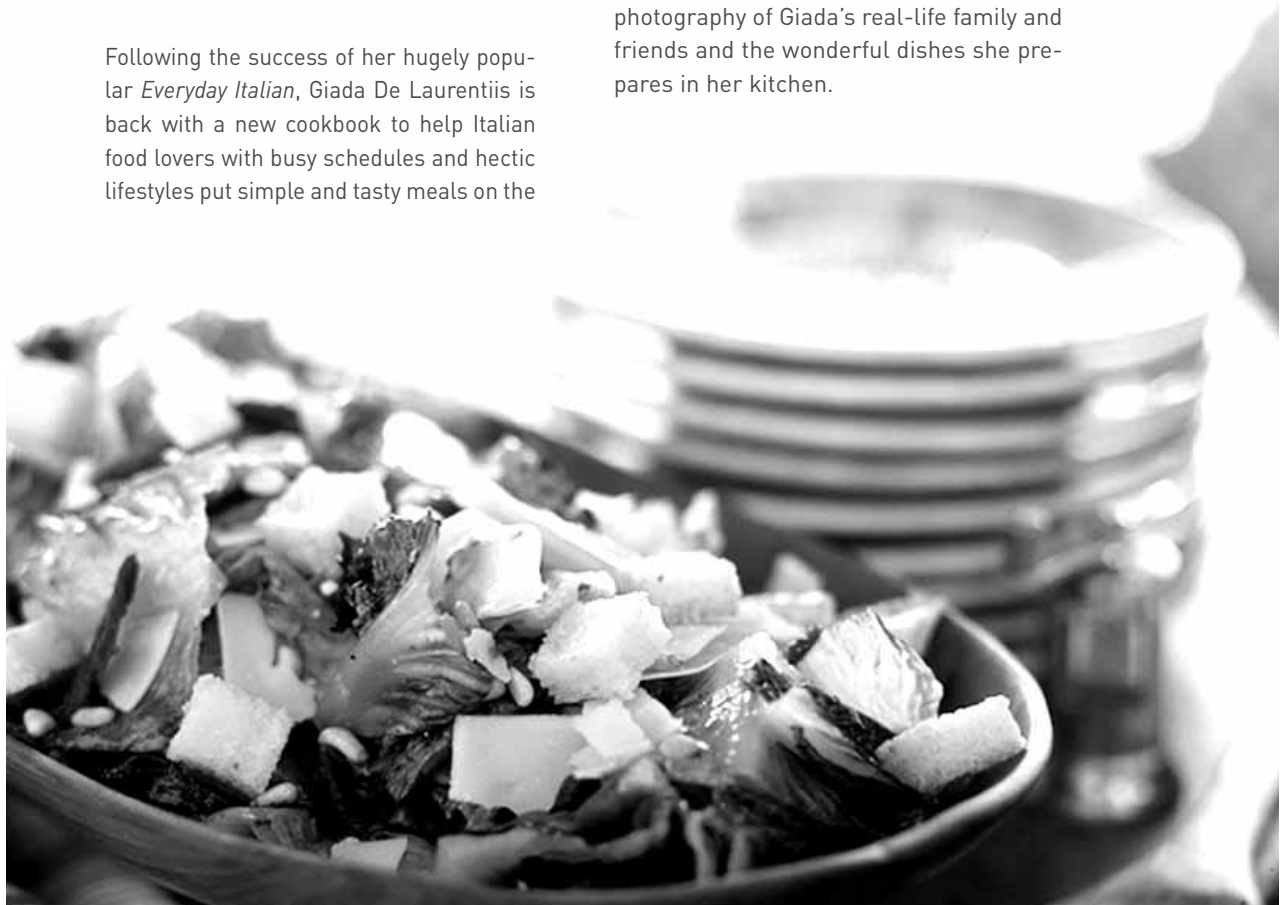 Following the success of her hugely popu-
lar Everyday Italian, Giada De Laurentiis is
back with a new cookbook to help Italian
food lovers with busy schedules and hectic
lifestyles put simple and tasty meals on the
photography of Giada’s real-life family and
friends and the wonderful dishes she pre-
pares in her kitchen.